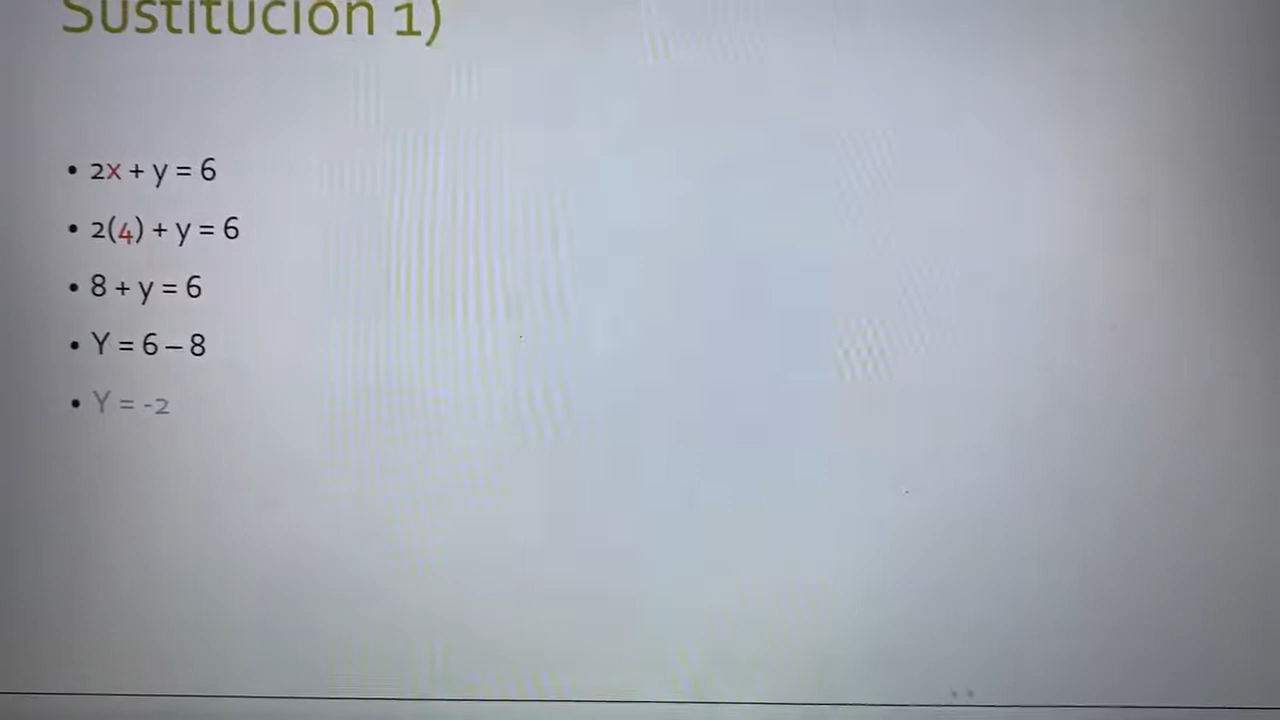 Sustitución 1)
• 2x + y = 6
• 2(4) + y = 6
• 8 + y = 6
• Y = 6 – 8
• Y = -2